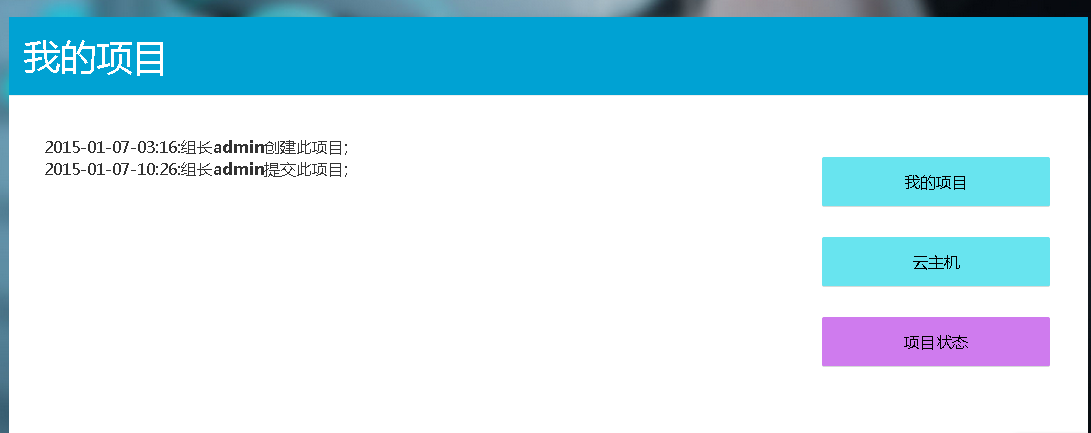 我的项目
2015-01-07-03:16:组长admin创建此项目;
2015-01-07-10:26:组长admin提交此项目;
我的项目
云主机
项目状态